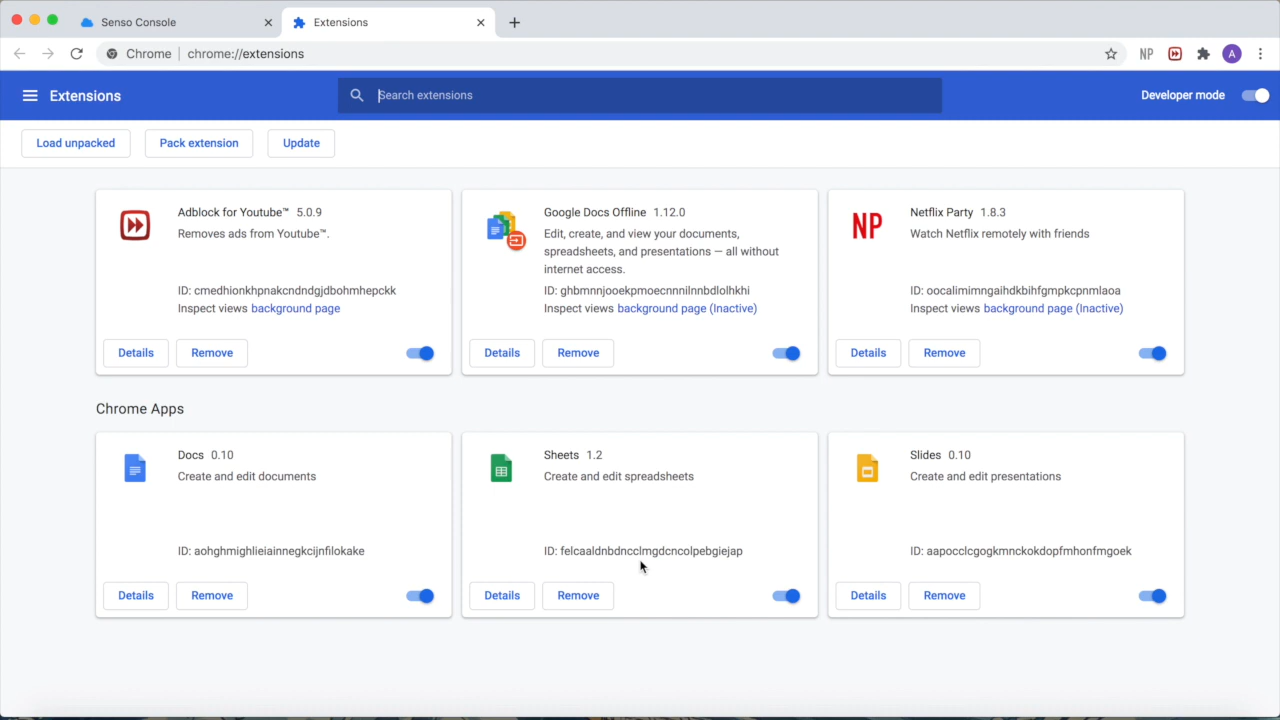 Senso Console
Extensions
Chrome
chrome://extensions
NP
A
Extensions
Search extensions
Developer mode
Load unpacked
Pack extension
Update
Adblock for Youtube™ 5.0.9
Removes ads from Youtube™.
ID: cmedhionkhpnakcndndgjdbohmhepckk
Inspect views background page
Details
Remove
Google Docs Offline 1.12.0
Edit, create, and view your documents,
spreadsheets, and presentations — all without
internet access.
ID: ghbmnnjooekpmoecnnnilnnbdlolhkhi
Inspect views background page (Inactive)
Details
Remove
NP
Netflix Party 1.8.3
Watch Netflix remotely with friends
ID: oocalimimngaihdkbihfgmpkcpnmlaoa
Inspect views background page (Inactive)
Details
Remove
Chrome Apps
Docs 0.10
Create and edit documents
ID: aohghmighlieiainnegkcijnfilokake
Details
Remove
Sheets 1.2
Create and edit spreadsheets
ID: felcaaldnbdncclmgdcncolpebgiejap
Details
Remove
Slides 0.10
Create and edit presentations
ID: aapocclcgogkmnckokdopfmhonfmgoek
Details
Remove